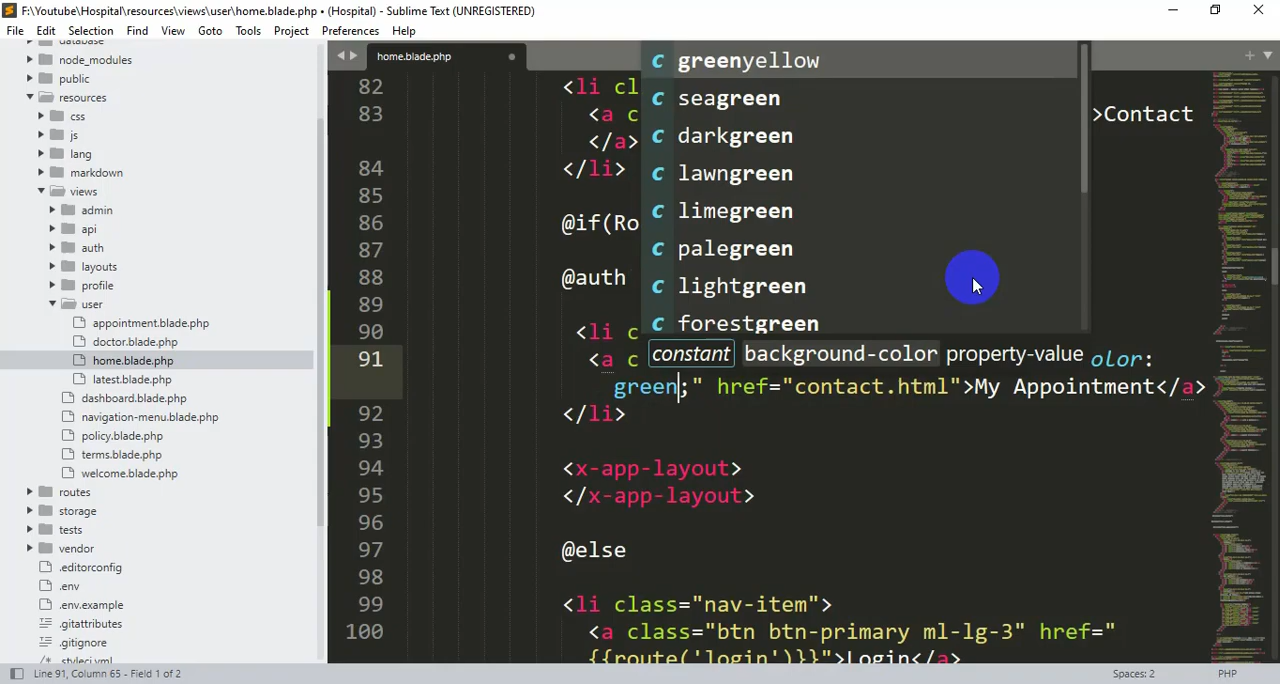 F:\Youtube\Hospital\resources\views\user\home.blade.php • (Hospital) - Sublime Text (UNREGISTERED)
File Edit Selection Find View Goto Tools Project Preferences Help
database
node_modules
public
resources
css
js
lang
markdown
views
admin
api
auth
layouts
profile
user
appointment.blade.php
doctor.blade.php
home.blade.php
latest.blade.php
dashboard.blade.php
navigation-menu.blade.php
policy.blade.php
terms.blade.php
welcome.blade.php
routes
storage
tests
vendor
.editorconfig
.env
.env.example
.gitattributes
.gitignore
.styleci.yml
home.blade.php
82 <li cl
83 <a c >Contact
</a>
84 </li>
85
86 @if(Ro
87
88 @auth
89
90 <li c
91 <a c olor:
green;" href="contact.html">My Appointment</a>
92 </li>
93
94 <x-app-layout>
95 </x-app-layout>
96
97 @else
98
99 <li class="nav-item">
100 <a class="btn btn-primary ml-lg-3" href="
{{route('login')}}">Login</a>
c greenyellow
c seagreen
c darkgreen
c lawngreen
c limegreen
c palegreen
c lightgreen
c forestgreen
constant background-color property-value
Line 91, Column 65 - Field 1 of 2 Spaces: 2 PHP